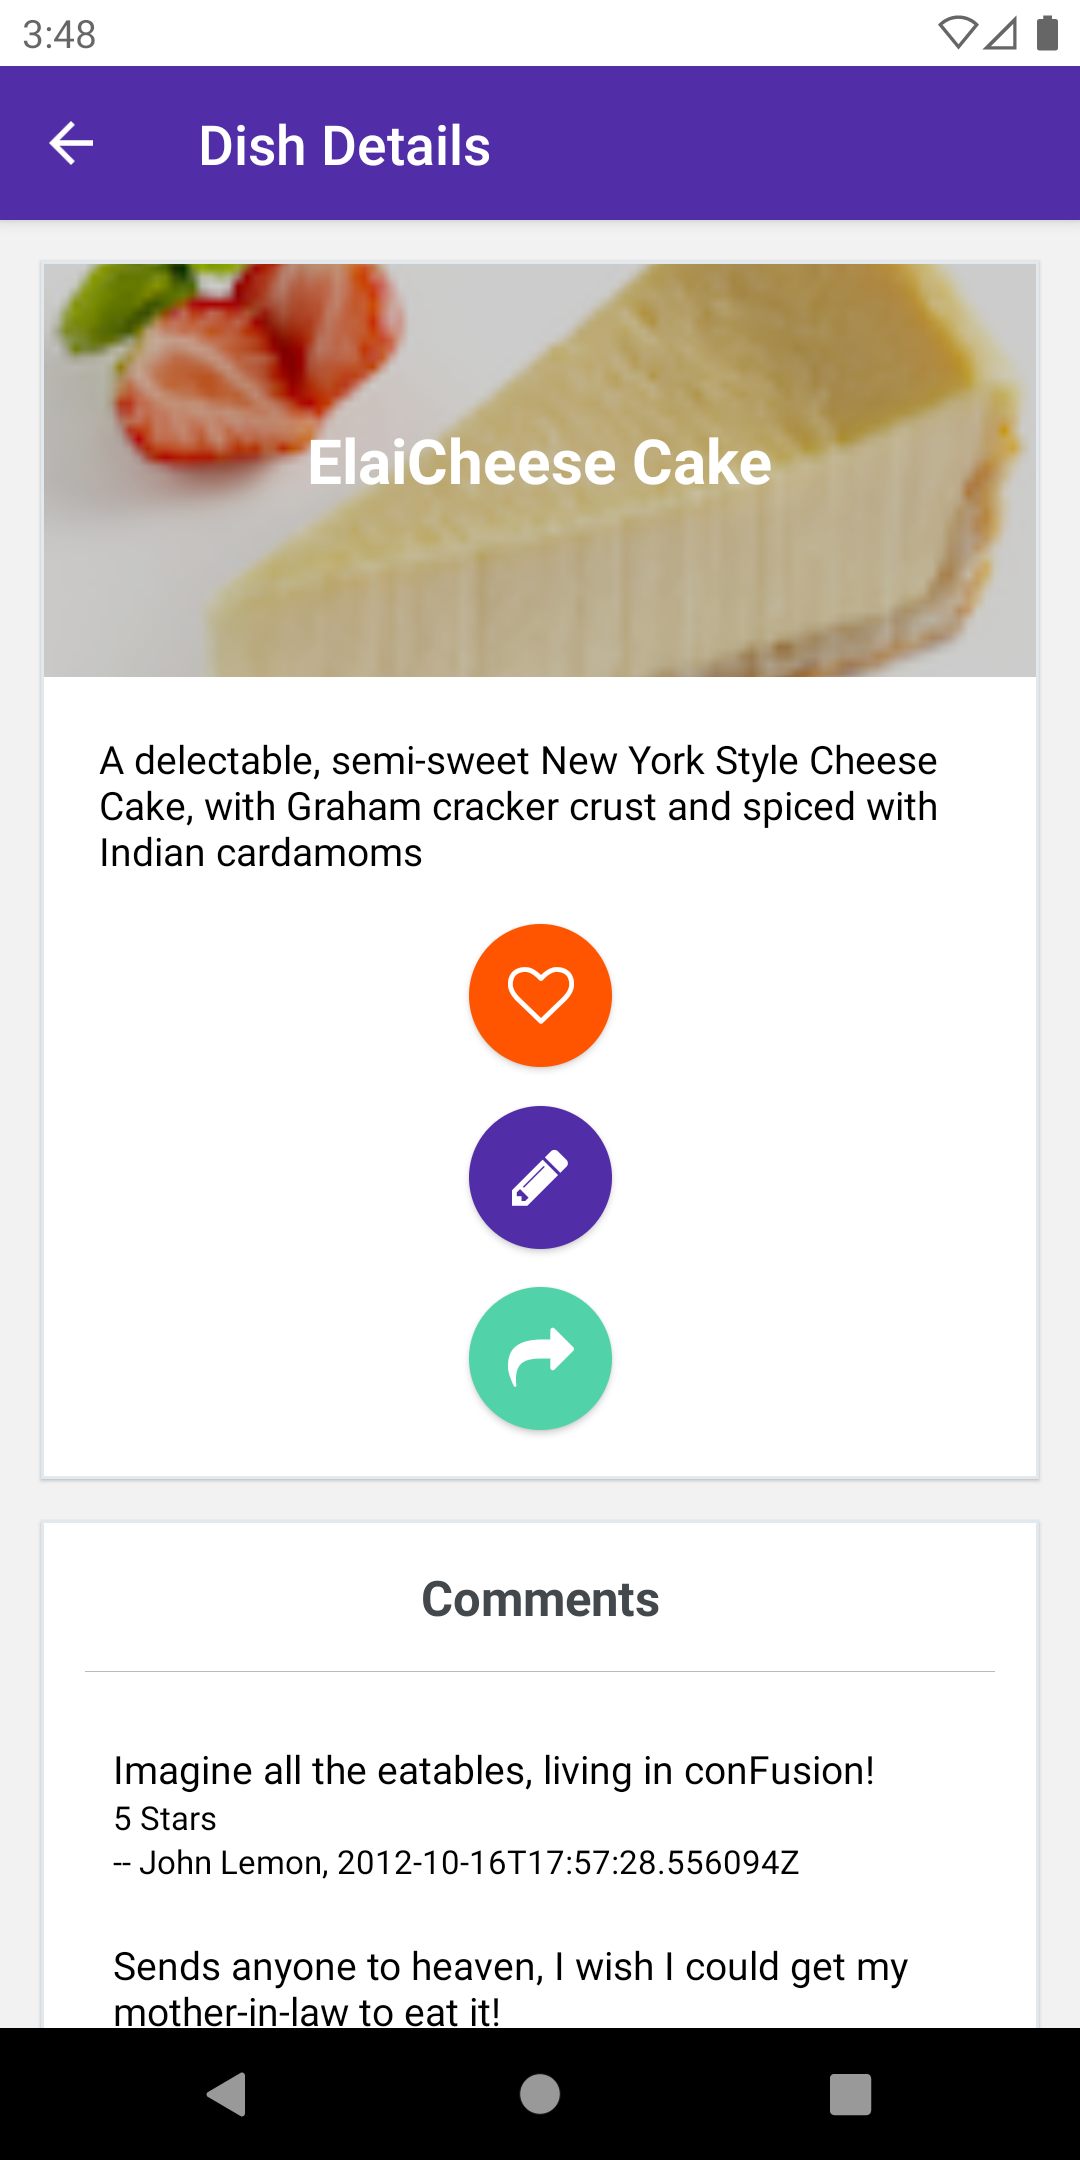 3:48
Dish Details
ElaiCheese Cake
A delectable, semi-sweet New York Style Cheese
Cake, with Graham cracker crust and spiced with
Indian cardamoms
Comments
Imagine all the eatables, living in conFusion!
5 Stars
-- John Lemon, 2012-10-16T17:57:28.556094Z
Sends anyone to heaven, I wish I could get my
mother-in-law to eat it!